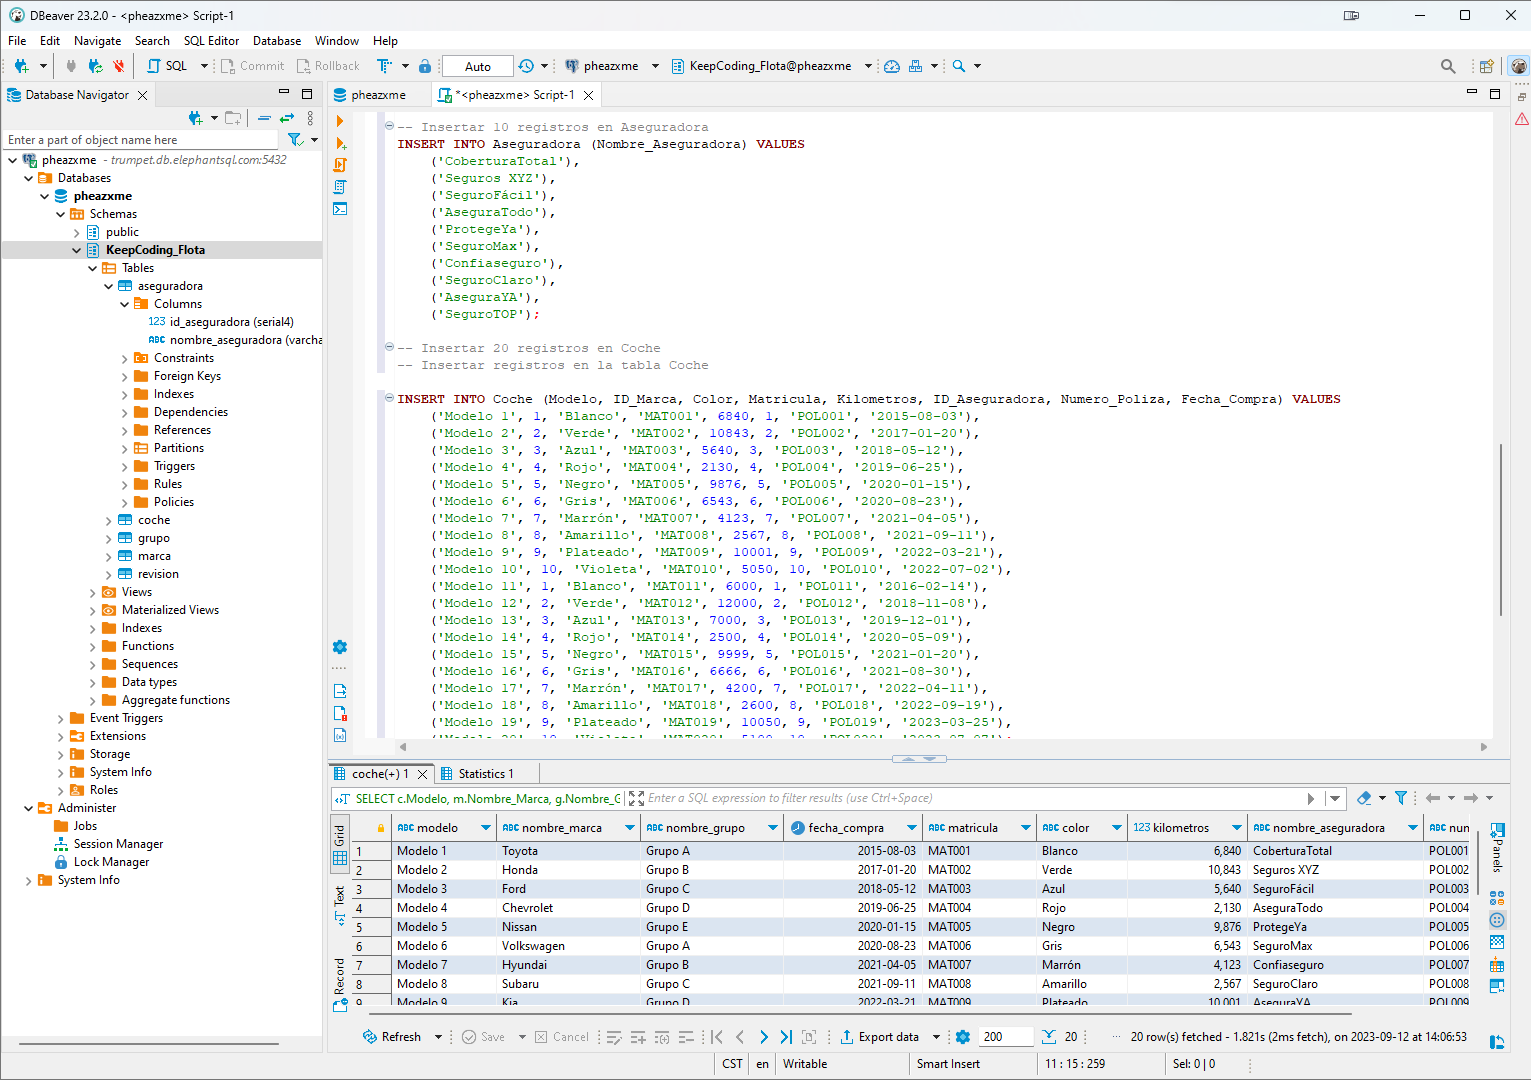 DBeaver 23.2.0 - <pheazxme> Script-1
File Edit Navigate Search SQL Editor Database Window Help
SQL Commit Rollback Auto pheazxme KeepCoding_Flota@pheazxme
Database Navigator
pheazxme
*<pheazxme> Script-1
Enter a part of object name here
pheazxme - trumpet.db.elephantsql.com:5432
Databases
pheazxme
Schemas
public
KeepCoding_Flota
Tables
aseguradora
Columns
123 id_aseguradora (serial4)
ABC nombre_aseguradora (varcha
Constraints
Foreign Keys
Indexes
Dependencies
References
Partitions
Triggers
Rules
Policies
coche
grupo
marca
revision
Views
Materialized Views
Indexes
Functions
Sequences
Data types
Aggregate functions
Event Triggers
Extensions
Storage
System Info
Roles
Administer
Jobs
Session Manager
Lock Manager
System Info
-- Insertar 10 registros en Aseguradora
INSERT INTO Aseguradora (Nombre_Aseguradora) VALUES
('CoberturaTotal'),
('Seguros XYZ'),
('SeguroFácil'),
('AseguraTodo'),
('ProtegeYa'),
('SeguroMax'),
('Confiaseguro'),
('SeguroClaro'),
('AseguraYA'),
('SeguroTOP');
-- Insertar 20 registros en Coche
-- Insertar registros en la tabla Coche
INSERT INTO Coche (Modelo, ID_Marca, Color, Matricula, Kilometros, ID_Aseguradora, Numero_Poliza, Fecha_Compra) VALUES
('Modelo 1', 1, 'Blanco', 'MAT001', 6840, 1, 'POL001', '2015-08-03'),
('Modelo 2', 2, 'Verde', 'MAT002', 10843, 2, 'POL002', '2017-01-20'),
('Modelo 3', 3, 'Azul', 'MAT003', 5640, 3, 'POL003', '2018-05-12'),
('Modelo 4', 4, 'Rojo', 'MAT004', 2130, 4, 'POL004', '2019-06-25'),
('Modelo 5', 5, 'Negro', 'MAT005', 9876, 5, 'POL005', '2020-01-15'),
('Modelo 6', 6, 'Gris', 'MAT006', 6543, 6, 'POL006', '2020-08-23'),
('Modelo 7', 7, 'Marrón', 'MAT007', 4123, 7, 'POL007', '2021-04-05'),
('Modelo 8', 8, 'Amarillo', 'MAT008', 2567, 8, 'POL008', '2021-09-11'),
('Modelo 9', 9, 'Plateado', 'MAT009', 10001, 9, 'POL009', '2022-03-21'),
('Modelo 10', 10, 'Violeta', 'MAT010', 5050, 10, 'POL010', '2022-07-02'),
('Modelo 11', 1, 'Blanco', 'MAT011', 6000, 1, 'POL011', '2016-02-14'),
('Modelo 12', 2, 'Verde', 'MAT012', 12000, 2, 'POL012', '2018-11-08'),
('Modelo 13', 3, 'Azul', 'MAT013', 7000, 3, 'POL013', '2019-12-01'),
('Modelo 14', 4, 'Rojo', 'MAT014', 2500, 4, 'POL014', '2020-05-09'),
('Modelo 15', 5, 'Negro', 'MAT015', 9999, 5, 'POL015', '2021-01-20'),
('Modelo 16', 6, 'Gris', 'MAT016', 6666, 6, 'POL016', '2021-08-30'),
('Modelo 17', 7, 'Marrón', 'MAT017', 4200, 7, 'POL017', '2022-04-11'),
('Modelo 18', 8, 'Amarillo', 'MAT018', 2600, 8, 'POL018', '2022-09-19'),
('Modelo 19', 9, 'Plateado', 'MAT019', 10050, 9, 'POL019', '2023-03-25'),
coche(+) 1 Statistics 1
SELECT c.Modelo, m.Nombre_Marca, g.Nombre_G Enter a SQL expression to filter results (use Ctrl+Space)
Grid
Text
Record
Panels
ABC modelo ABC nombre_marca ABC nombre_grupo fecha_compra ABC matricula ABC color 123 kilometros ABC nombre_aseguradora ABC num
1 Modelo 1 Toyota Grupo A 2015-08-03 MAT001 Blanco 6,840 CoberturaTotal POL001
2 Modelo 2 Honda Grupo B 2017-01-20 MAT002 Verde 10,843 Seguros XYZ POL002
3 Modelo 3 Ford Grupo C 2018-05-12 MAT003 Azul 5,640 SeguroFácil POL003
4 Modelo 4 Chevrolet Grupo D 2019-06-25 MAT004 Rojo 2,130 AseguraTodo POL004
5 Modelo 5 Nissan Grupo E 2020-01-15 MAT005 Negro 9,876 ProtegeYa POL005
6 Modelo 6 Volkswagen Grupo A 2020-08-23 MAT006 Gris 6,543 SeguroMax POL006
7 Modelo 7 Hyundai Grupo B 2021-04-05 MAT007 Marrón 4,123 Confiaseguro POL007
8 Modelo 8 Subaru Grupo C 2021-09-11 MAT008 Amarillo 2,567 SeguroClaro POL008
9 Modelo 9 Kia Grupo D 2022-03-21 MAT009 Plateado 10,001 AseguraYA POL009
Refresh Save Cancel Export data 200 20 20 row(s) fetched - 1.821s (2ms fetch), on 2023-09-12 at 14:06:53
CST en Writable Smart Insert 11 : 15 : 259 Sel: 0 | 0